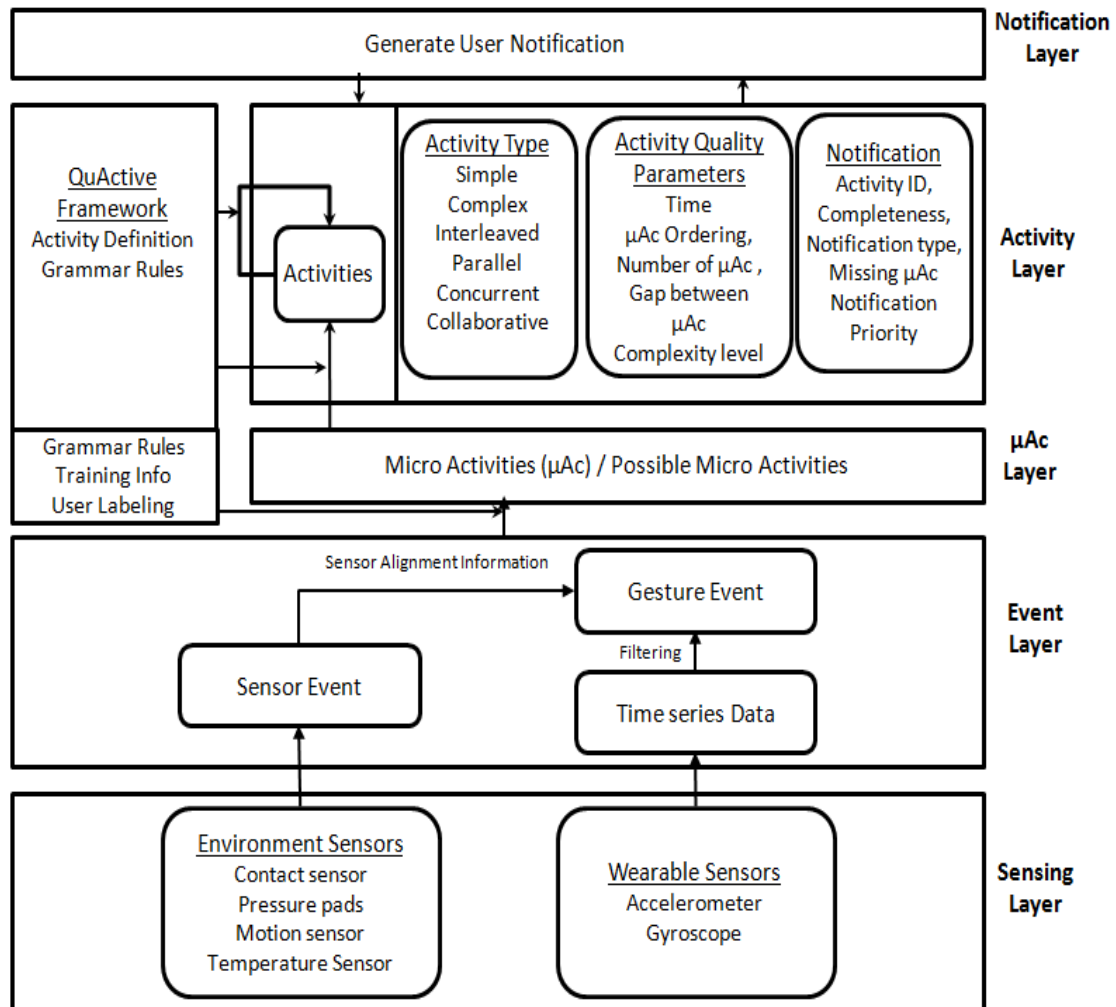 Generate User Notification
Notification
Layer
QuActive
Framework
Activity Definition
Grammar Rules
Activities
Activity Type
Simple
Complex
Interleaved
Parallel
Concurrent
Collaborative
Activity Quality
Parameters
Time
μAc Ordering,
Number of μAc ,
Gap between
μAc
Complexity level
Notification
Activity ID,
Completeness,
Notification type,
Missing μAc
Notification
Priority
Activity
Layer
Grammar Rules
Training Info
User Labeling
Micro Activities (μAc) / Possible Micro Activities
μAc
Layer
Sensor Alignment Information
Gesture Event
Filtering
Sensor Event
Time series Data
Event
Layer
Environment Sensors
Contact sensor
Pressure pads
Motion sensor
Temperature Sensor
Wearable Sensors
Accelerometer
Gyroscope
Sensing
Layer